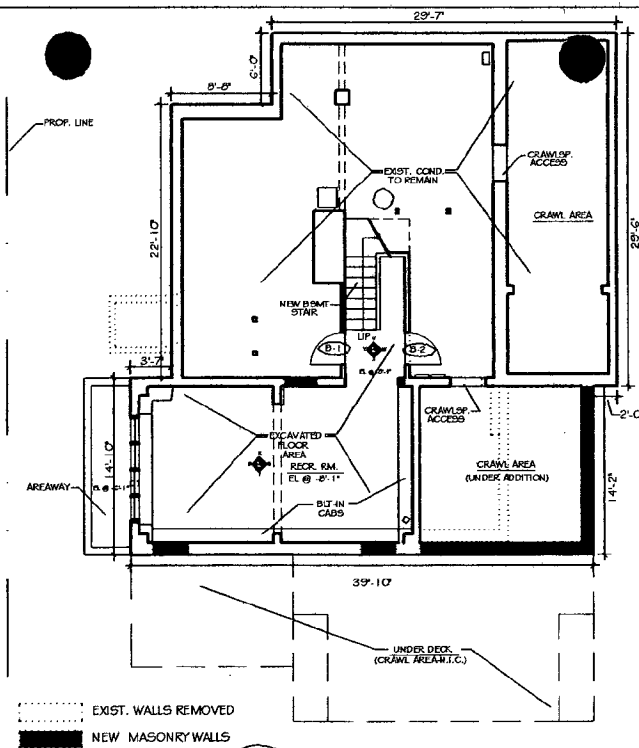 29'-7"
6'-0"
8'-8"
PROP. LINE
EXIST. COND.
TO REMAIN
CRAWLSP.
ACCESS
CRAWL AREA
22'-10"
29'-6"
NEW BSMT
STAIR
UP
B-1
B-2
3'-7"
CRAWLSP.
ACCESS
2'-0
EXCAVATED
FLOOR
AREA
RECR. RM.
EL @ -8'-1"
CRAWL AREA
(UNDER ADDITION)
14'-10"
14'-2"
AREAWAY
BLT-IN
CABS
39'-10"
UNDER DECK
(CRAWL AREA-N.I.C.)
EXIST. WALLS REMOVED
NEW MASONRY WALLS